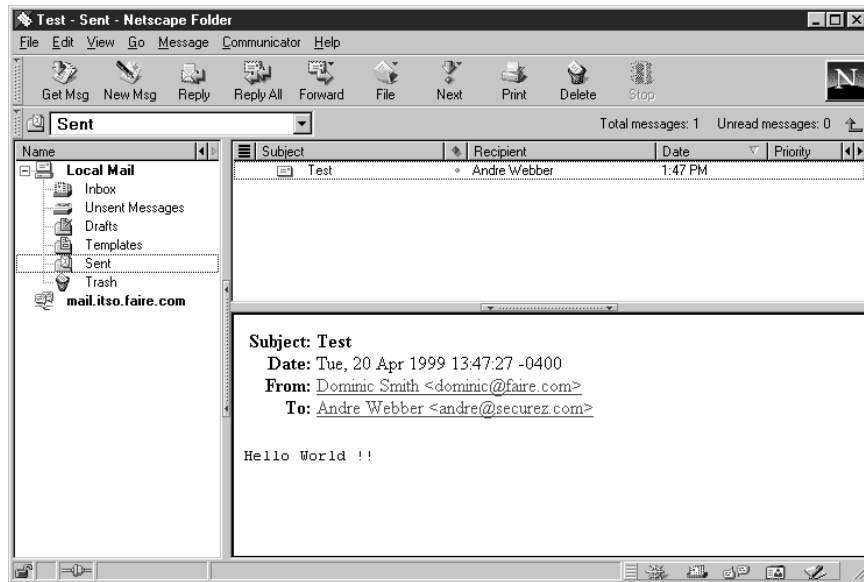 Test - Sent - Netscape Folder
File Edit View Go Message Communicator Help
Get Msg New Msg Reply Reply All Forward File Next Print Delete Stop
N
Sent
Total messages: 1 Unread messages: 0
Name
Subject Recipient Date Priority
Local Mail
Inbox
Unsent Messages
Drafts
Templates
Sent
Trash
mail.itso.faire.com
Test Andre Webber 1:47 PM
Subject: Test
Date: Tue, 20 Apr 1999 13:47:27 -0400
From: Dominic Smith <dominic@faire.com>
To: Andre Webber <andre@securez.com>
Hello World !!